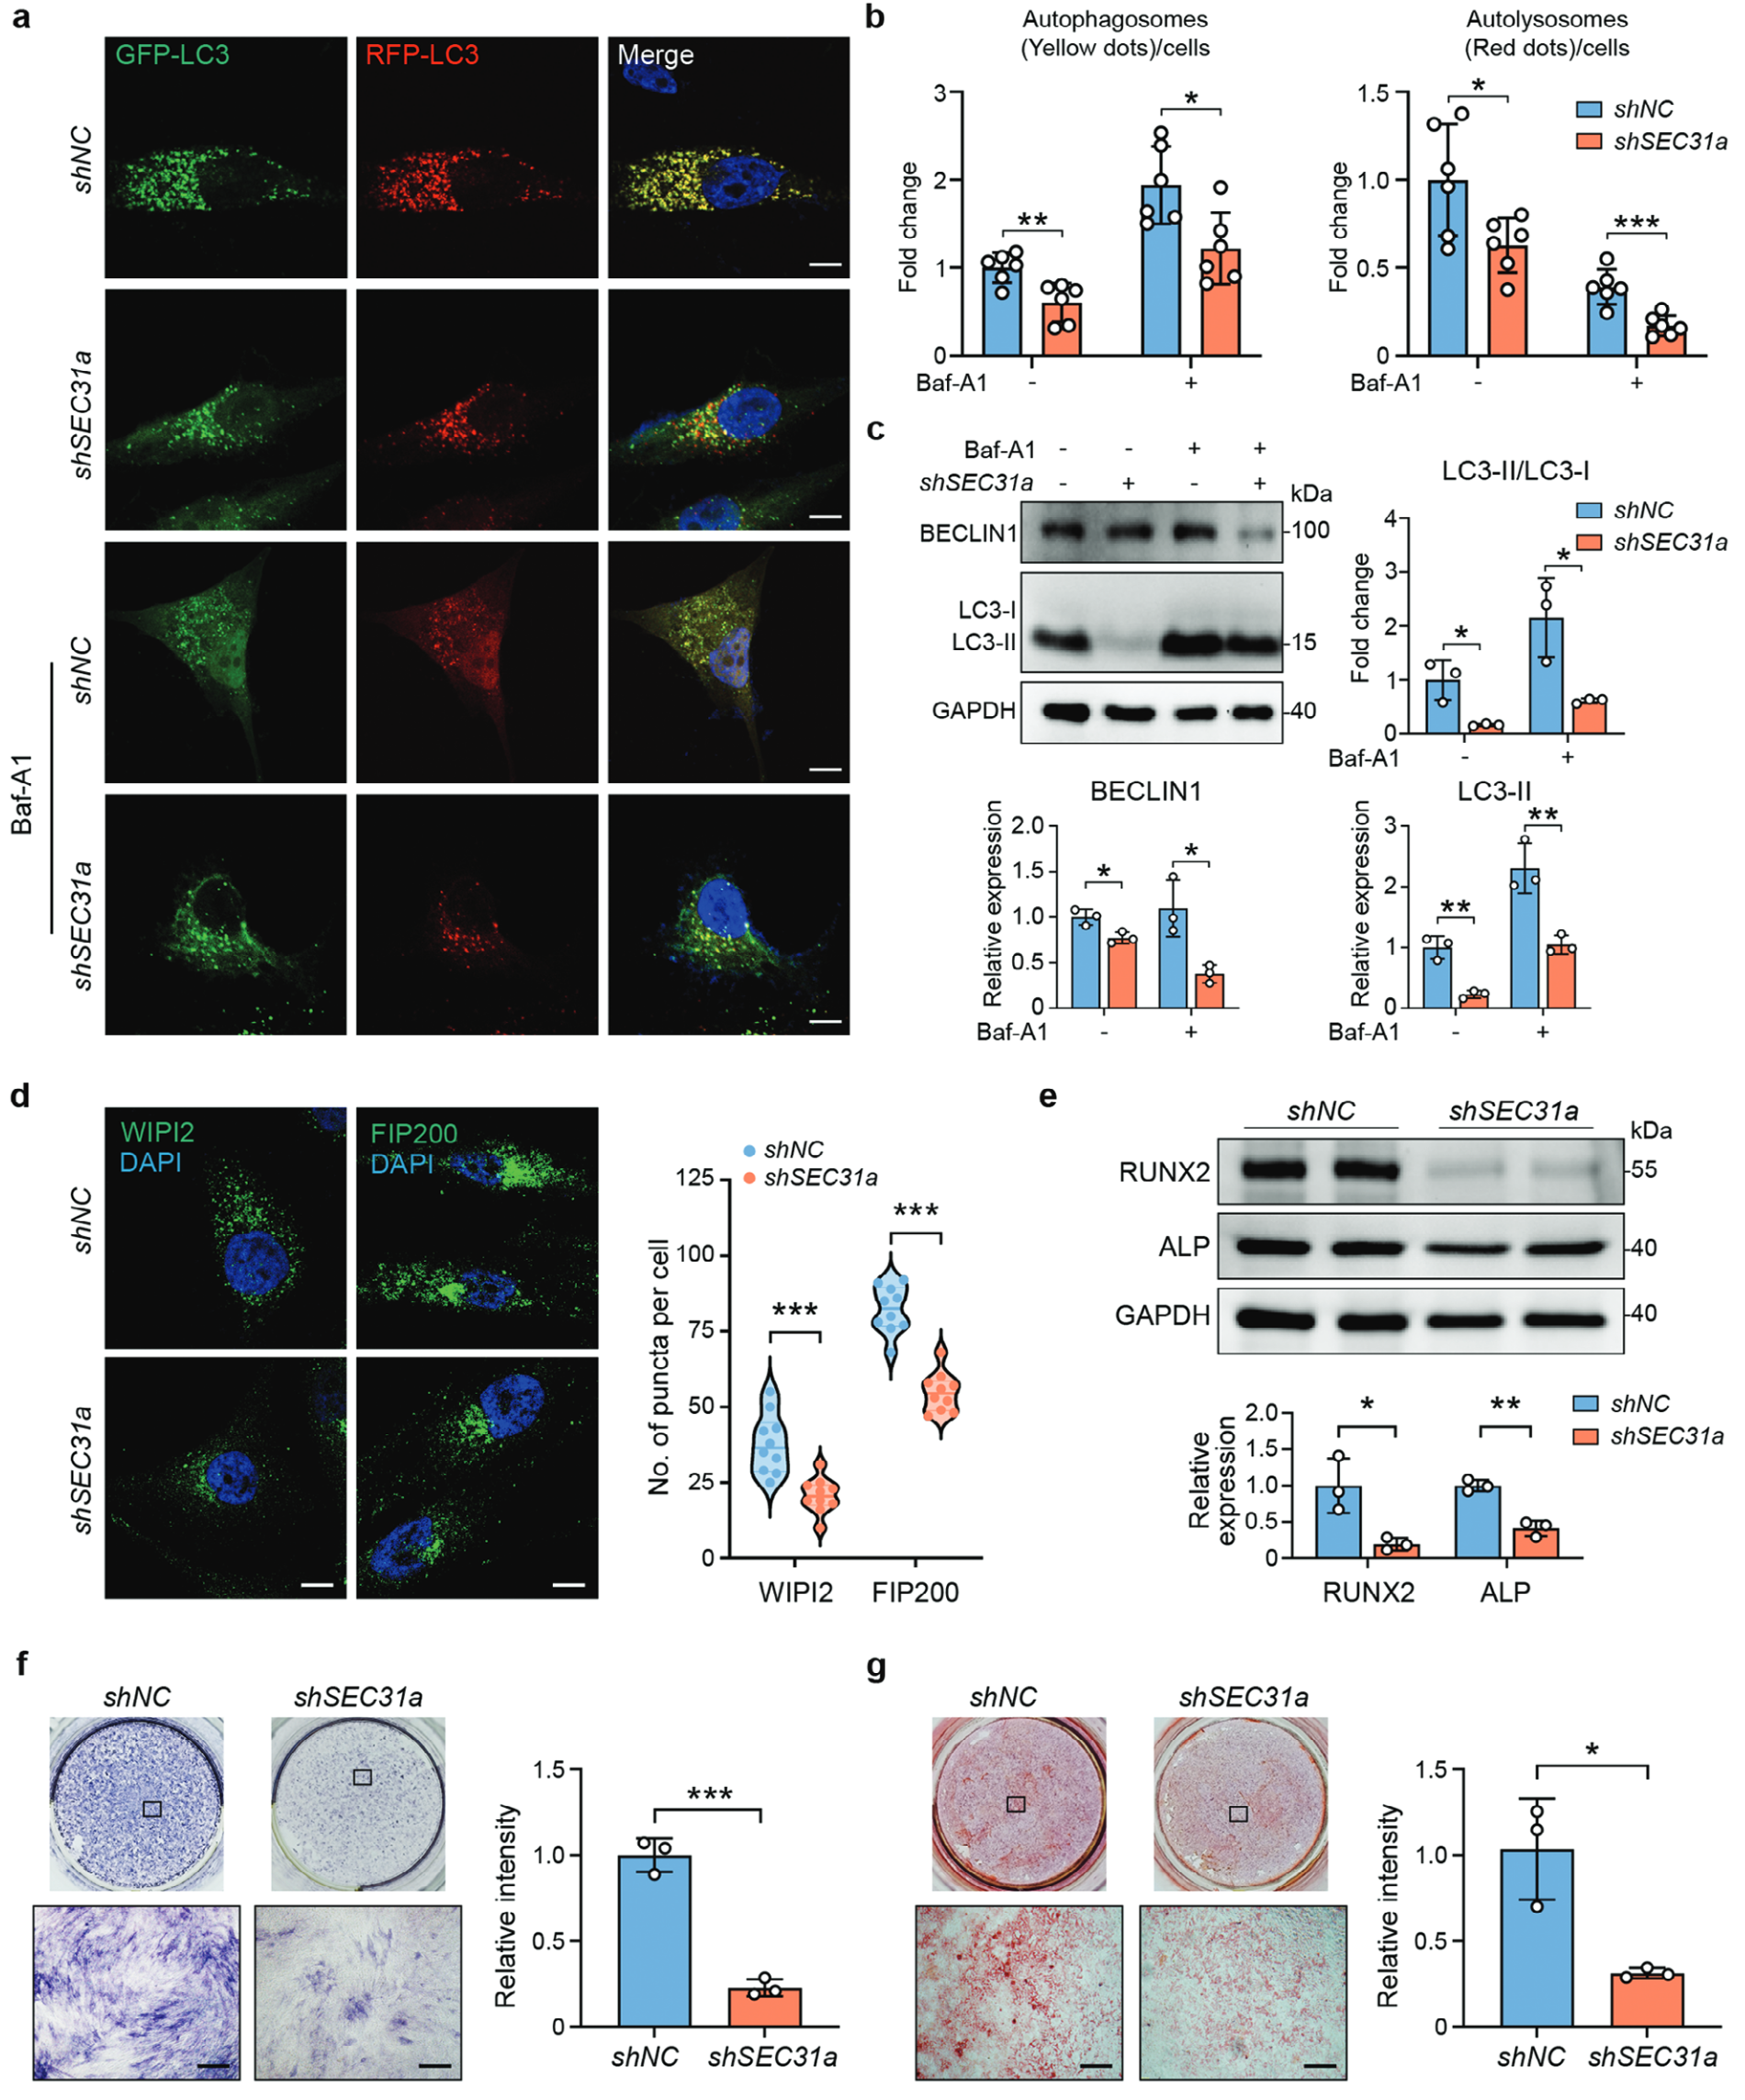 a
GFP-LC3
RFP-LC3
Merge
shNC
shSEC31a
shNC
shSEC31a
Baf-A1
b
Autophagosomes
(Yellow dots)/cells
Fold change
3
2
1
0
**
*
Baf-A1 - +
Autolysosomes
(Red dots)/cells
Fold change
1.5
1.0
0.5
0
*
***
shNC
shSEC31a
Baf-A1 - +
c
Baf-A1 - - + +
shSEC31a - + - +
kDa
BECLIN1 -100
LC3-I
LC3-II -15
GAPDH -40
LC3-II/LC3-I
shNC
shSEC31a
Fold change
4
3
2
1
0
*
*
Baf-A1 - +
BECLIN1
Relative expression
2.0
1.5
1.0
0.5
0
*
*
Baf-A1 - +
LC3-II
Relative expression
3
2
1
0
**
**
Baf-A1 - +
d
WIPI2
DAPI
FIP200
DAPI
shNC
shSEC31a
shNC
shSEC31a
No. of puncta per cell
125
100
75
50
25
0
***
***
WIPI2 FIP200
e
shNC shSEC31a
kDa
RUNX2 -55
ALP -40
GAPDH -40
shNC
shSEC31a
Relative
expression
2.0
1.5
1.0
0.5
0
*
**
RUNX2 ALP
f
shNC shSEC31a
Relative intensity
1.5
1.0
0.5
0
***
shNC shSEC31a
g
shNC shSEC31a
Relative intensity
1.5
1.0
0.5
0
*
shNC shSEC31a